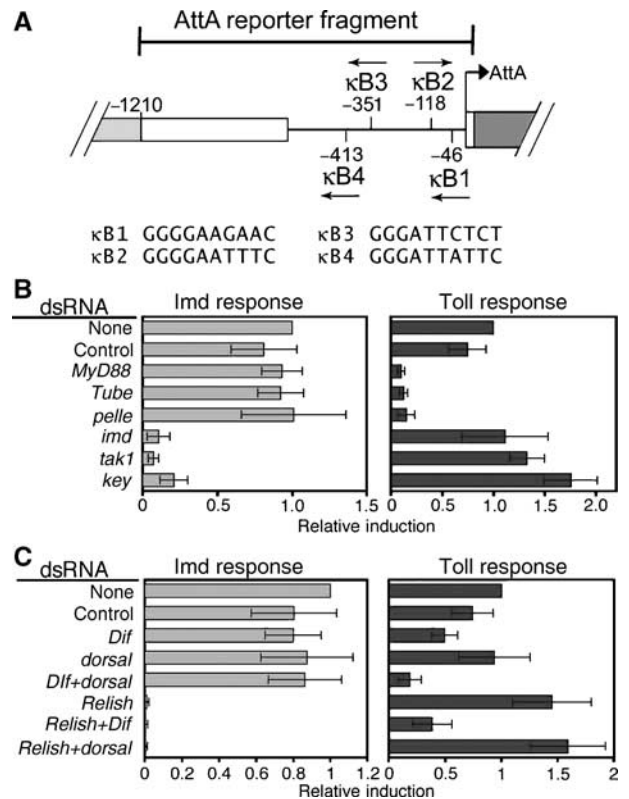 A
AttA reporter fragment
κB3 κB2 AttA
–1210 –351 –118
–413 –46
κB4 κB1
κB1 GGGGAAGAAC κB3 GGGATTCTCT
κB2 GGGGAATTTC κB4 GGGATTATTC
B
dsRNA Imd response Toll response
None
Control
MyD88
Tube
pelle
imd
tak1
key
0 0.5 1.0 1.5 0 0.5 1.0 1.5 2.0
Relative induction Relative induction
C
dsRNA Imd response Toll response
None
Control
Dif
dorsal
DIf+dorsal
Relish
Relish+Dif
Relish+dorsal
0 0.2 0.4 0.6 0.8 1 1.2 0 0.5 1 1.5 2
Relative induction Relative induction